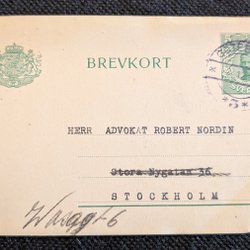 BREVKORT
HERR ADVOKAT ROBERT NORDIN
Stora Nygatan 36
STOCKHOLM